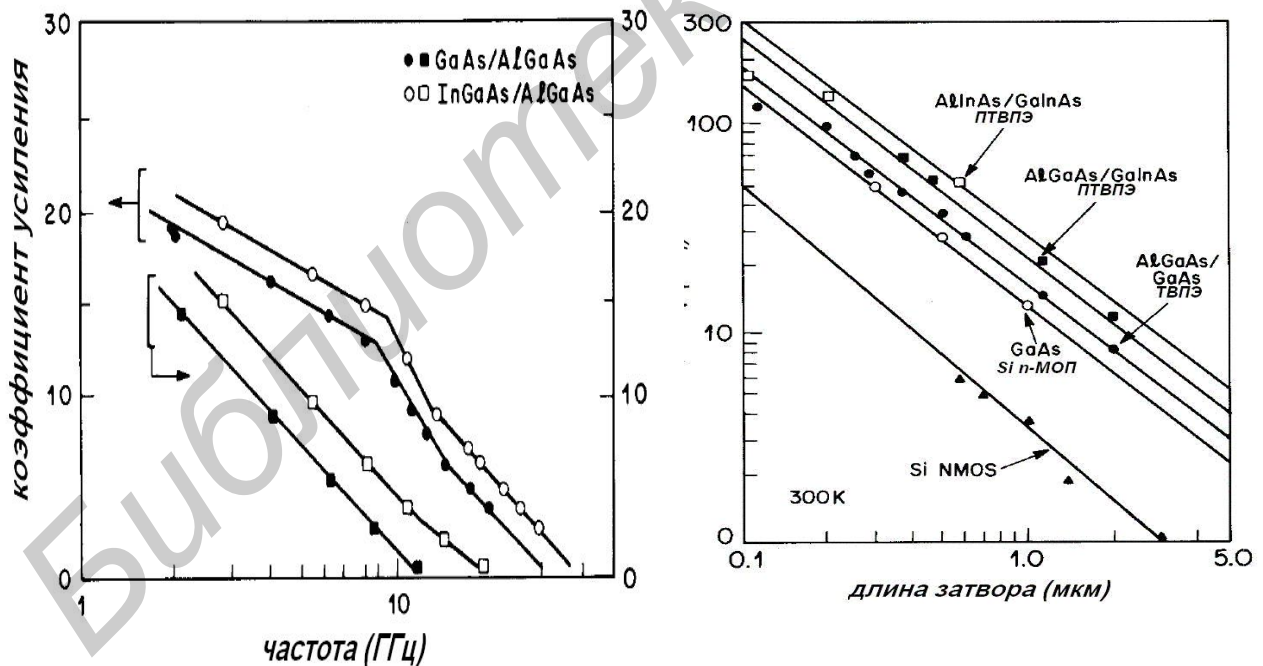 30
20
10
0
коэффициент усиления
GaAs/AlGaAs
InGaAs/AlGaAs
30
20
10
0
1
10
частота (ГГц)
Библиотек
300
100
10
0
AlInAs/GaInAs
ПТВПЭ
AlGaAs/GaInAs
ПТВПЭ
AlGaAs/
GaAs
ТВПЭ
GaAs
Si n-МОП
Si NMOS
300K
0.1
1.0
5.0
длина затвора (мкм)